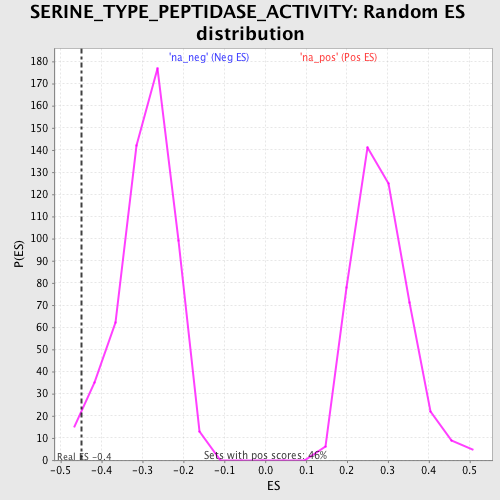 SERINE_TYPE_PEPTIDASE_ACTIVITY: Random ES
distribution
'na_neg' (Neg ES) 'na_pos' (Pos ES)
P(ES)
180
170
160
150
140
130
120
110
100
90
80
70
60
50
40
30
20
10
0
Real ES -0.4
Sets with pos scores: 46%
-0.5 -0.4 -0.3 -0.2 -0.1 0.0 0.1 0.2 0.3 0.4 0.5
ES